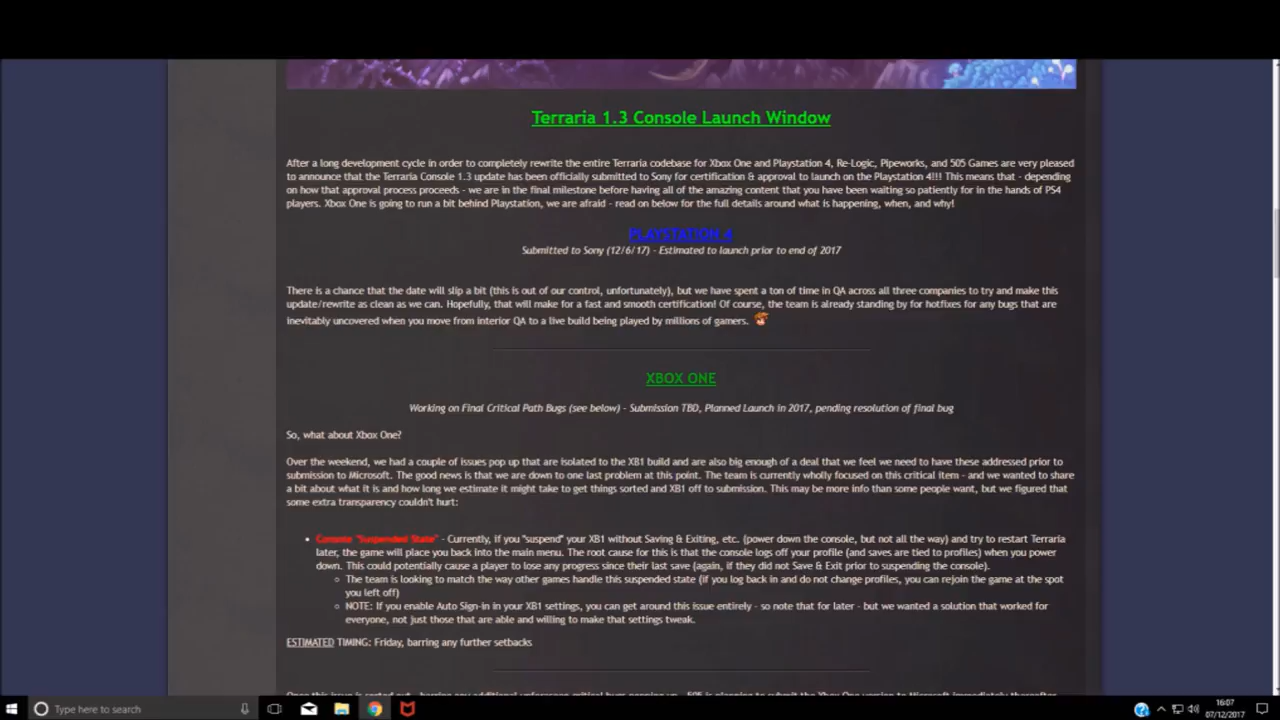 Terraria 1.3 Console Launch Window
After a long development cycle in order to completely rewrite the entire Terraria codebase for Xbox One and Playstation 4, Re-Logic, Pipeworks, and 505 Games are very pleased
to announce that the Terraria Console 1.3 update has been officially submitted to Sony for certification & approval to launch on the Playstation 4!!! This means that - depending
on how that approval process proceeds - we are in the final milestone before having all of the amazing content that you have been waiting so patiently for in the hands of PS4
players. Xbox One is going to run a bit behind Playstation, we are afraid - read on below for the full details around what is happening, when, and why!
PLAYSTATION 4
Submitted to Sony (12/6/17) - Estimated to launch prior to end of 2017
There is a chance that the date will slip a bit (this is out of our control, unfortunately), but we have spent a ton of time in QA across all three companies to try and make this
update/rewrite as clean as we can. Hopefully, that will make for a fast and smooth certification! Of course, the team is already standing by for hotfixes for any bugs that are
inevitably uncovered when you move from interior QA to a live build being played by millions of gamers.
XBOX ONE
Working on Final Critical Path Bugs (see below) - Submission TBD, Planned Launch in 2017, pending resolution of final bug
So, what about Xbox One?
Over the weekend, we had a couple of issues pop up that are isolated to the XB1 build and are also big enough of a deal that we feel we need to have these addressed prior to
submission to Microsoft. The good news is that we are down to one last problem at this point. The team is currently wholly focused on this critical item - and we wanted to share
a bit about what it is and how long we estimate it might take to get things sorted and XB1 off to submission. This may be more info than some people want, but we figured that
some extra transparency couldn't hurt:
Console "Suspended State" - Currently, if you "suspend" your XB1 without Saving & Exiting, etc. (power down the console, but not all the way) and try to restart Terraria
later, the game will place you back into the main menu. The root cause for this is that the console logs off your profile (and saves are tied to profiles) when you power
down. This could potentially cause a player to lose any progress since their last save (again, if they did not Save & Exit prior to suspending the console).
The team is looking to match the way other games handle this suspended state (if you log back in and do not change profiles, you can rejoin the game at the spot
you left off)
NOTE: If you enable Auto Sign-in in your XB1 settings, you can get around this issue entirely - so note that for later - but we wanted a solution that worked for
everyone, not just those that are able and willing to make that settings tweak.
ESTIMATED TIMING: Friday, barring any further setbacks
Once this issue is sorted out - barring any additional unforeseen critical bugs popping up - 505 is planning to submit the Xbox One version to Microsoft immediately thereafter
Type here to search
16:07
07/12/2017